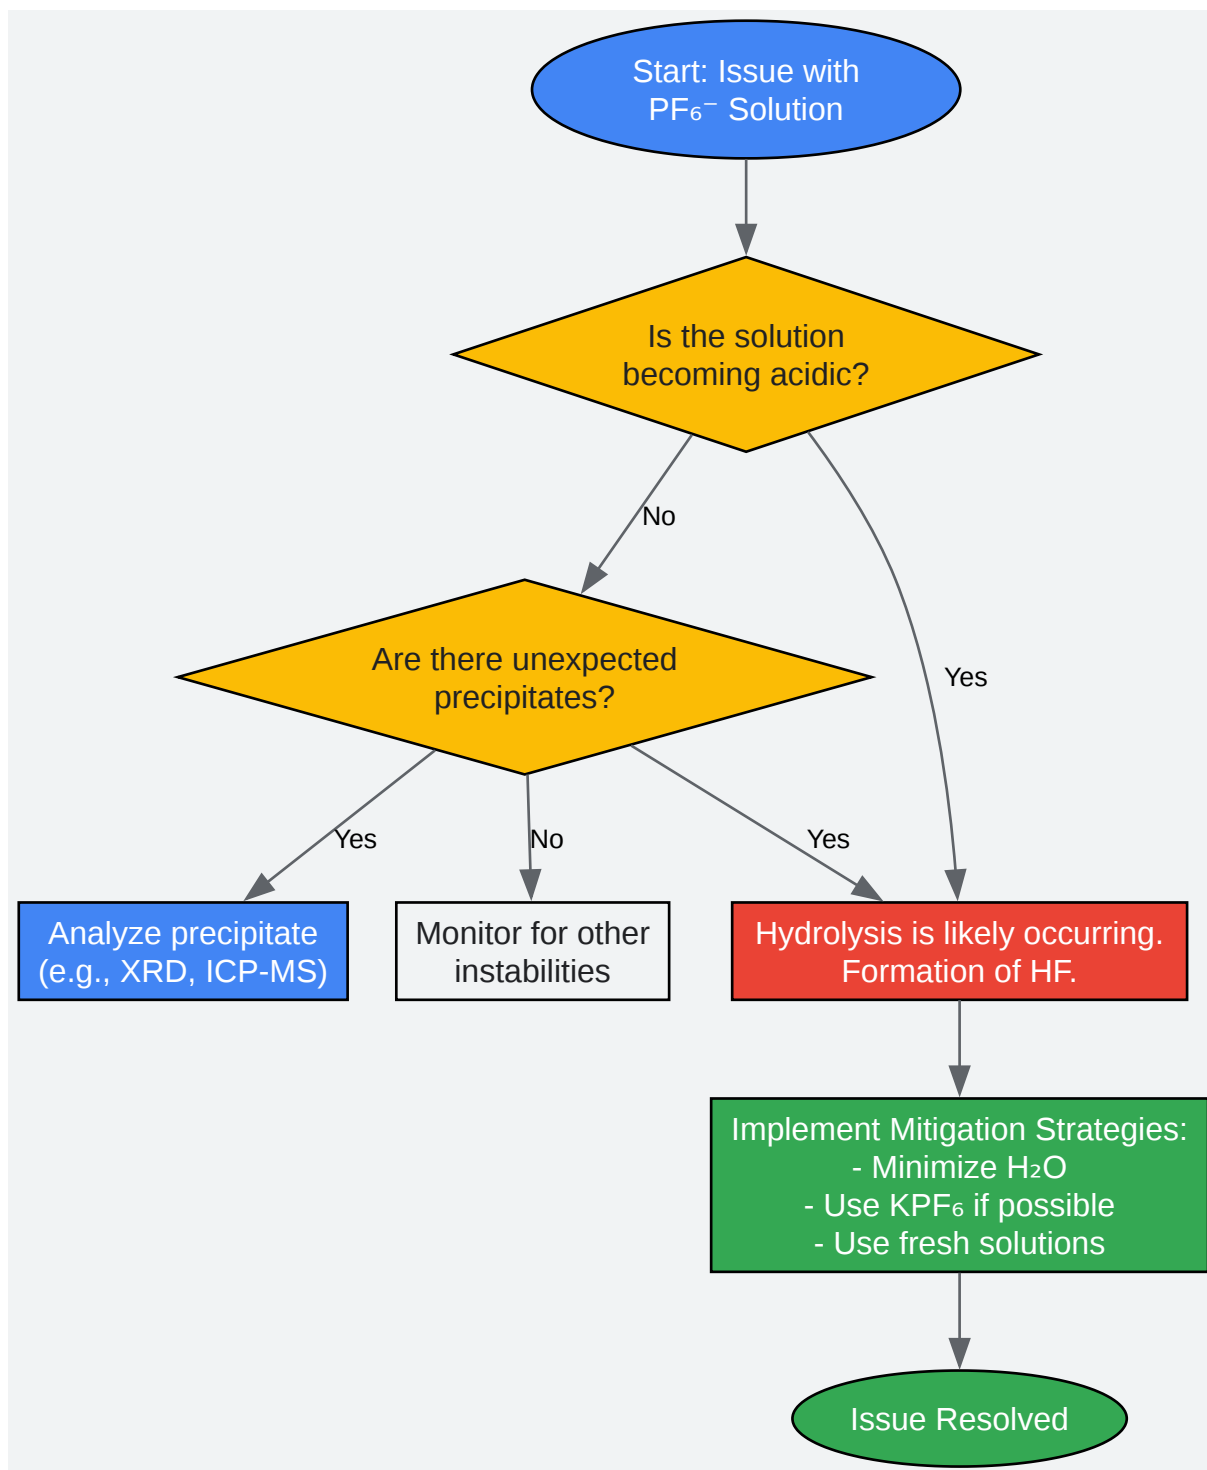 Start: Issue with
PF₆⁻ Solution
Is the solution
becoming acidic?
No
Yes
Are there unexpected
precipitates?
Yes
No
Yes
Analyze precipitate
(e.g., XRD, ICP-MS)
Monitor for other
instabilities
Hydrolysis is likely occurring.
Formation of HF.
Implement Mitigation Strategies:
- Minimize H₂O
- Use KPF₆ if possible
- Use fresh solutions
Issue Resolved